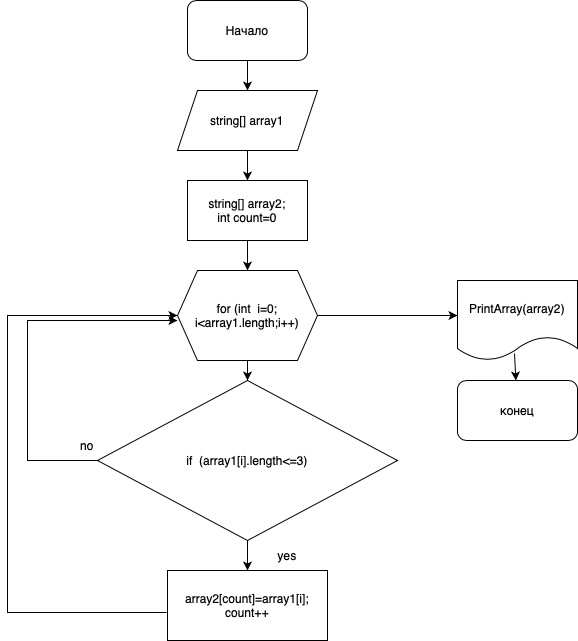 Начало
string[] array1
string[] array2;
int count=0
for (int i=0;
i<array1.length;i++)
PrintArray(array2)
конец
no
if (array1[i].length<=3)
yes
array2[count]=array1[i];
count++